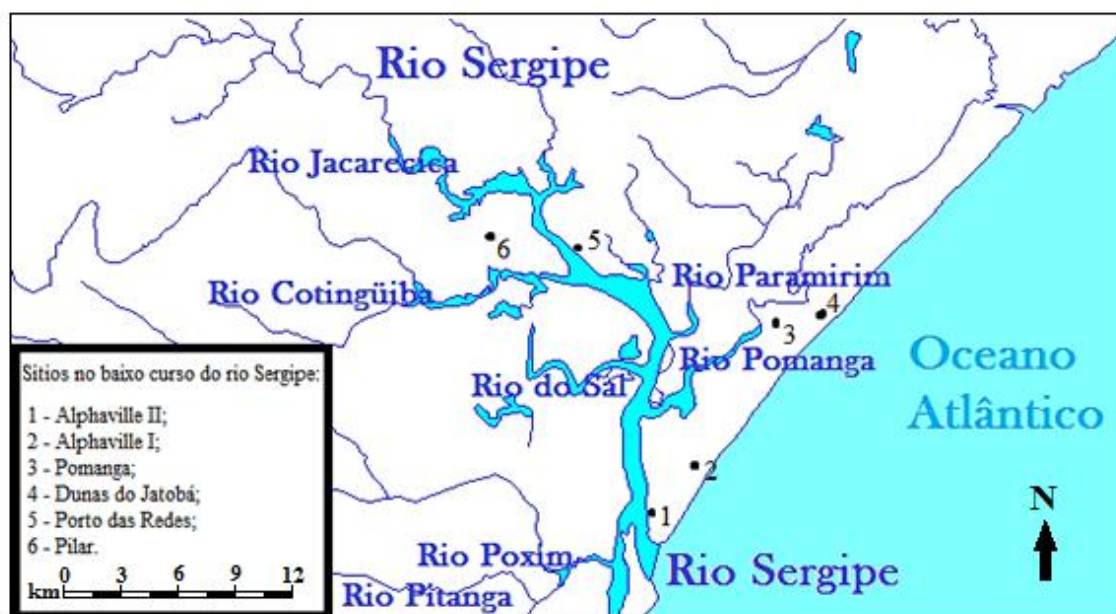 Rio Sergipe
Rio Jacarecica
6
5
Rio Cotingüiba
Rio Paramirim
4
3
Rio Pomanga
Rio do Sal
Oceano
Atlântico
2
1
N
Rio Poxim
Rio Sergipe
Rio Pitanga
Sitios no baixo curso do rio Sergipe:
1 - Alphaville II;
2 - Alphaville I;
3 - Pomanga;
4 - Dunas do Jatobá;
5 - Porto das Redes;
6 - Pilar.
0 3 6 9 12
km